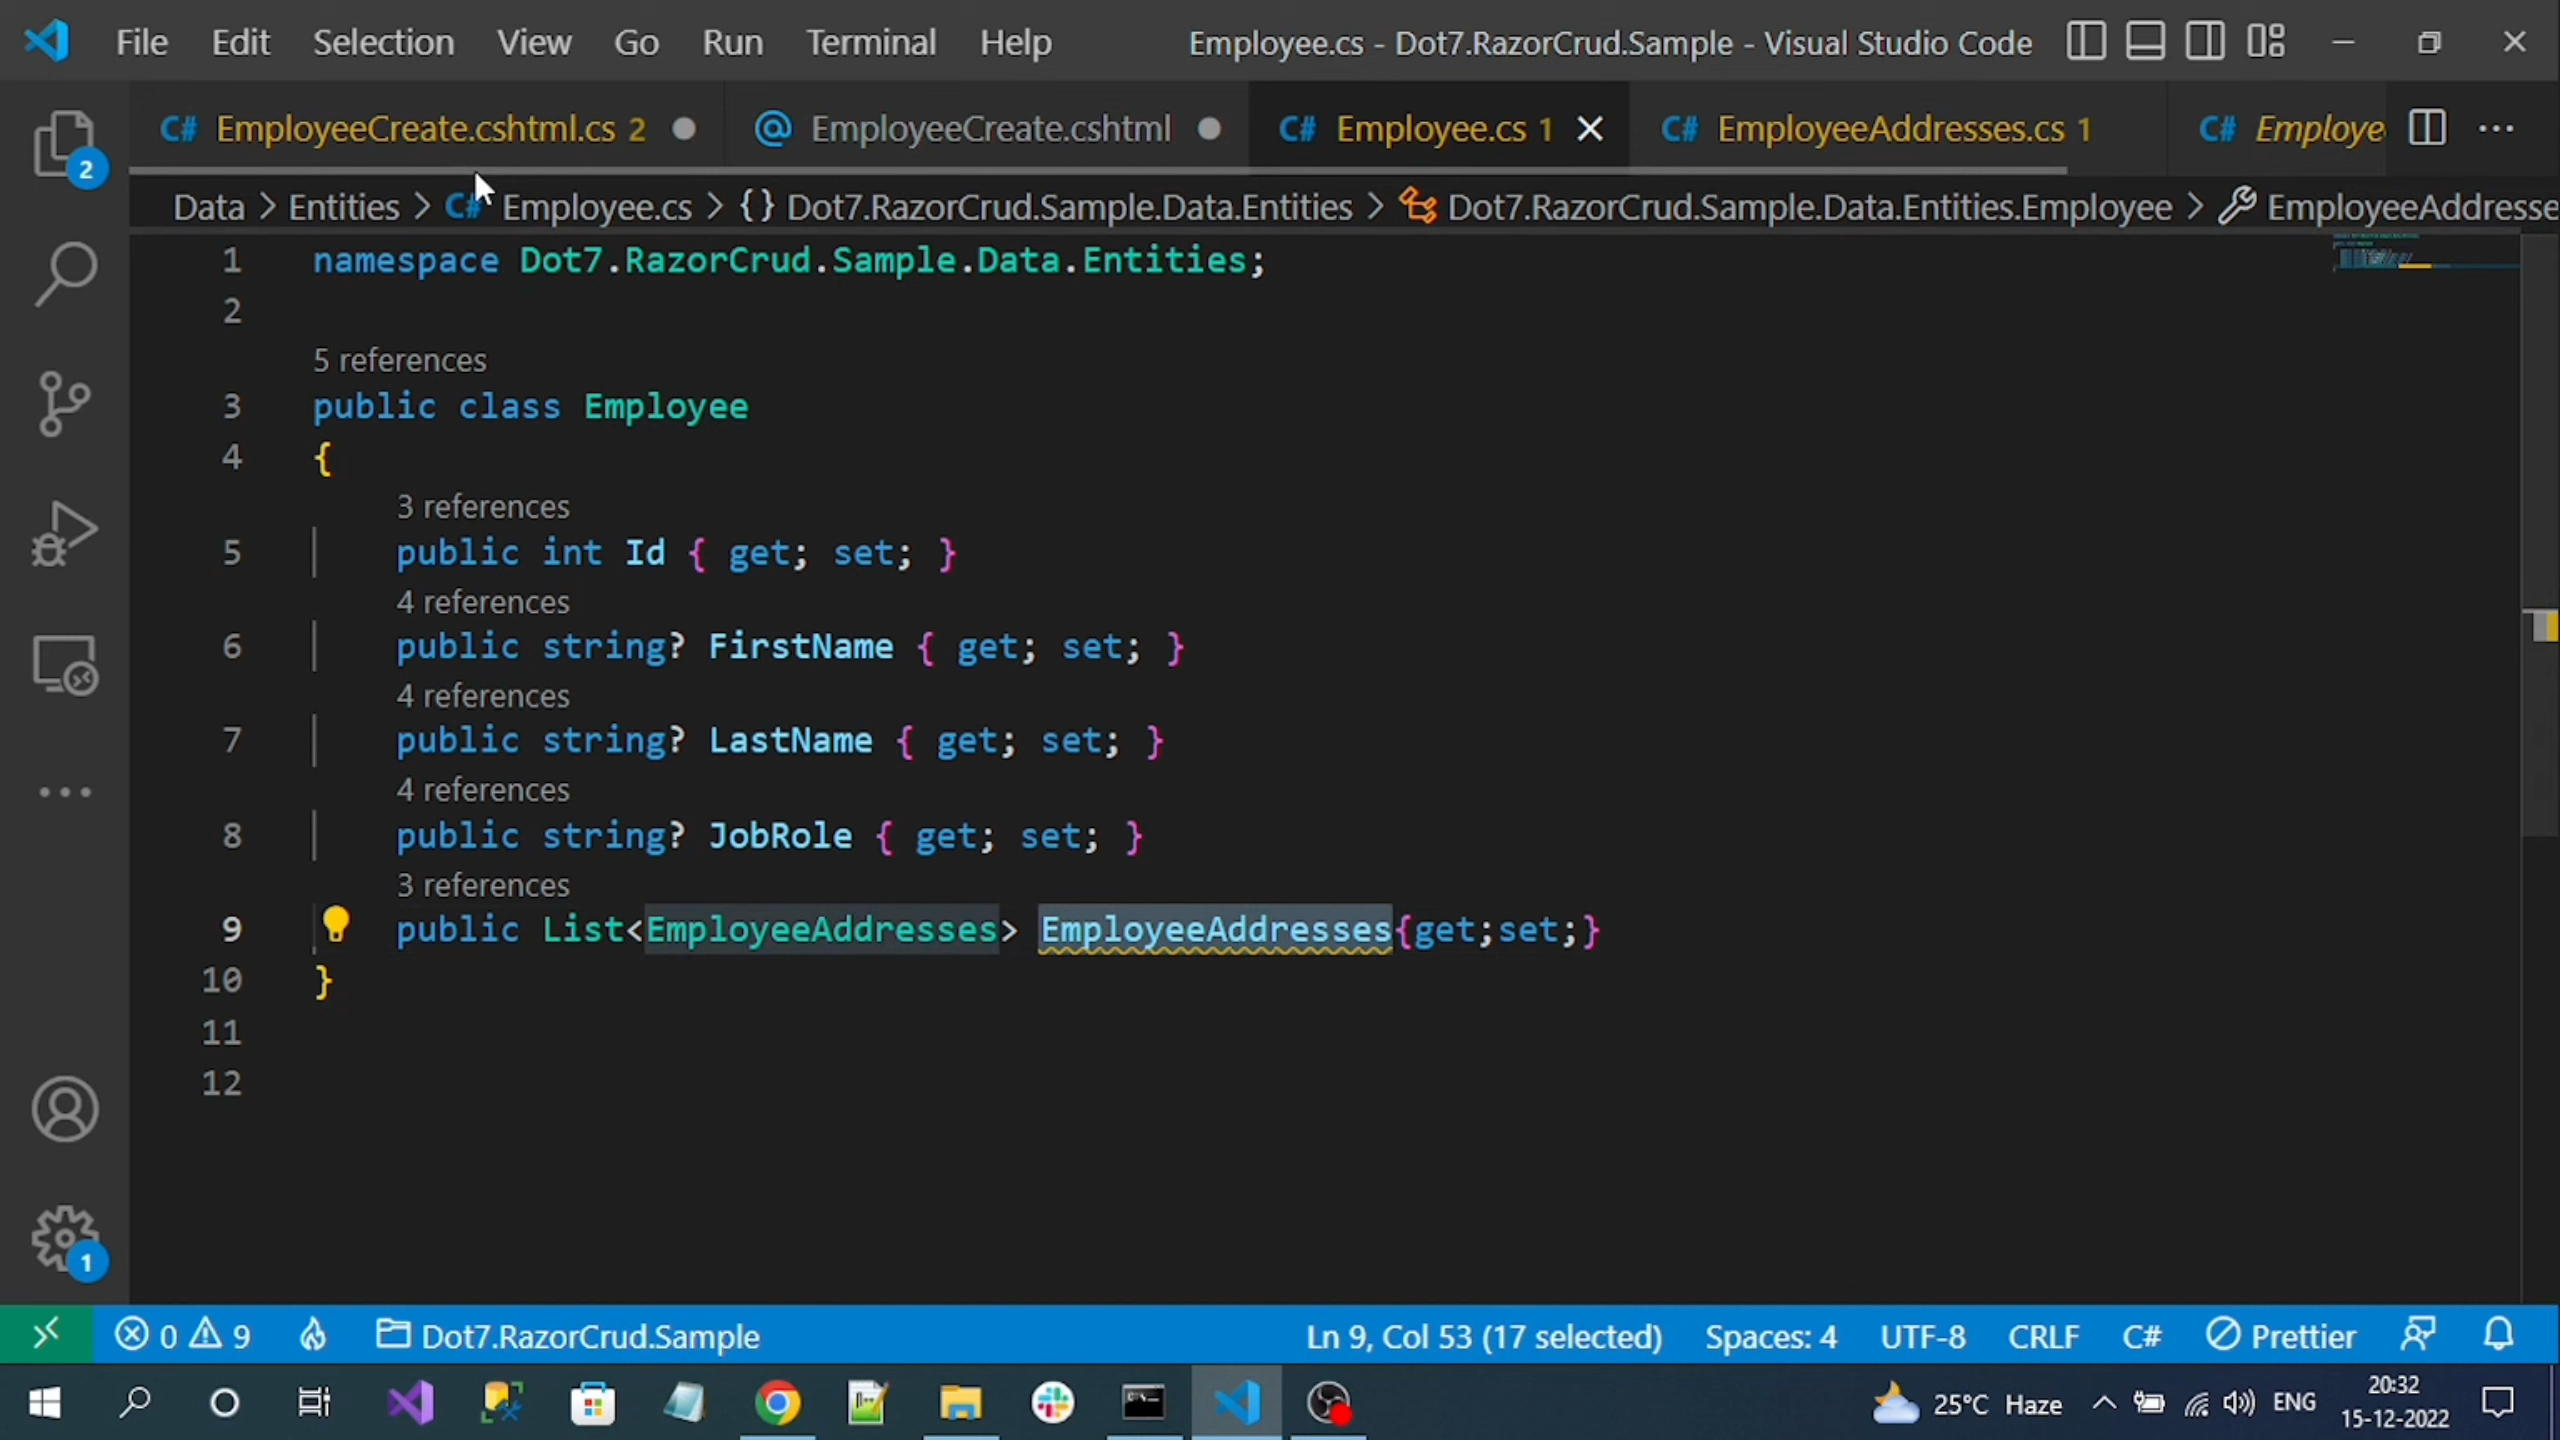 File Edit Selection View Go Run Terminal Help Employee.cs - Dot7.RazorCrud.Sample - Visual Studio Code
C# EmployeeCreate.cshtml.cs 2 EmployeeCreate.cshtml C# Employee.cs 1 C# EmployeeAddresses.cs 1 C# Employe
Data > Entities > C# Employee.cs > {} Dot7.RazorCrud.Sample.Data.Entities > Dot7.RazorCrud.Sample.Data.Entities.Employee > EmployeeAddresse
1 namespace Dot7.RazorCrud.Sample.Data.Entities;
2
5 references
3 public class Employee
4 {
3 references
5 public int Id { get; set; }
4 references
6 public string? FirstName { get; set; }
4 references
7 public string? LastName { get; set; }
4 references
8 public string? JobRole { get; set; }
3 references
9 public List<EmployeeAddresses> EmployeeAddresses{get;set;}
10 }
11
12
2
1
0 9 Dot7.RazorCrud.Sample Ln 9, Col 53 (17 selected) Spaces: 4 UTF-8 CRLF C# Prettier
25°C Haze ENG 20:32
15-12-2022